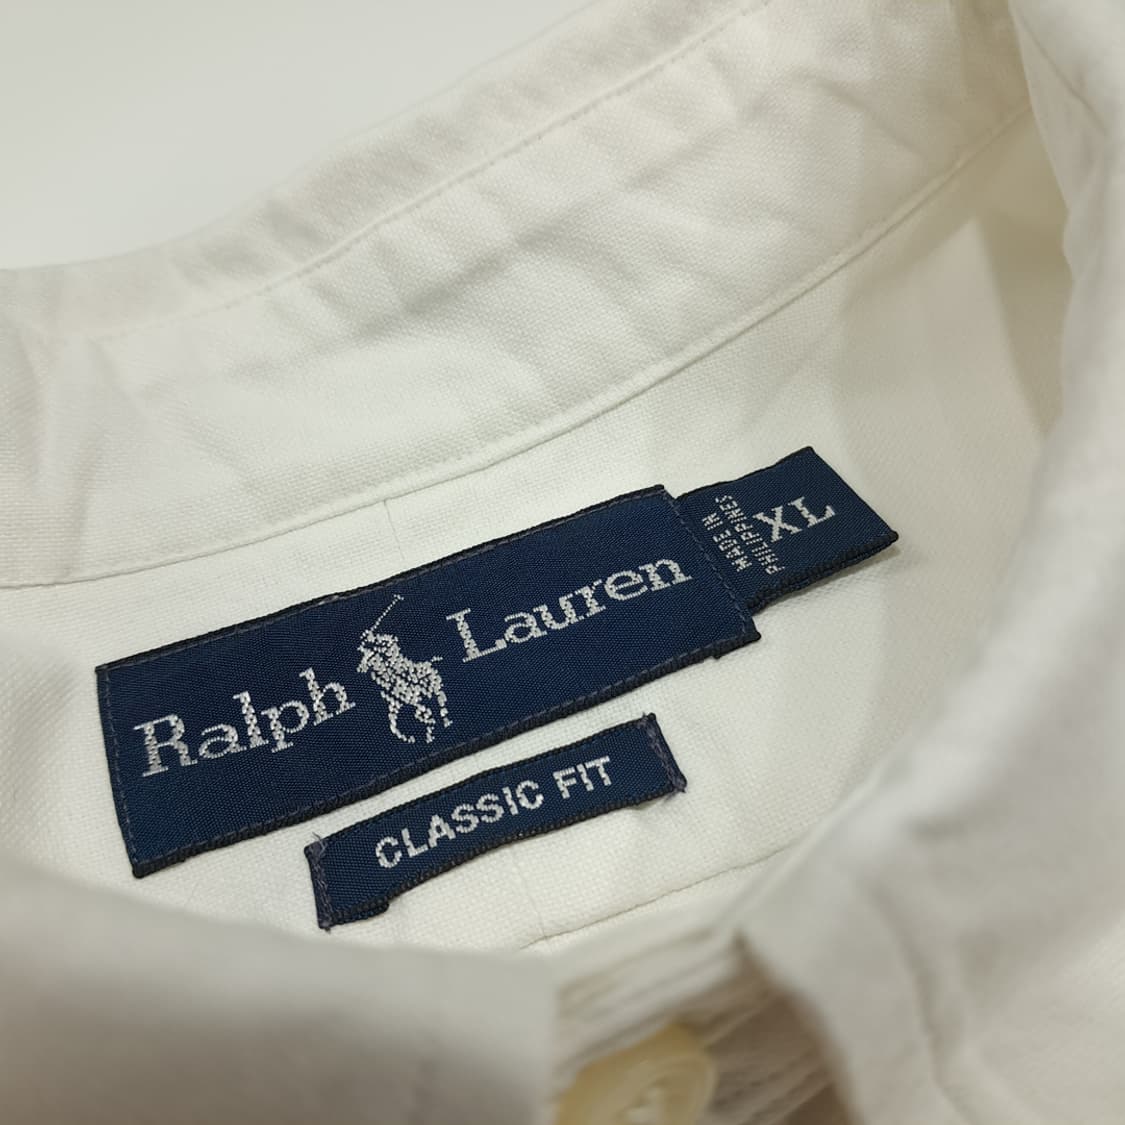 Ralph Lauren
MADE IN
PHILIPPINES
XL
CLASSIC FIT